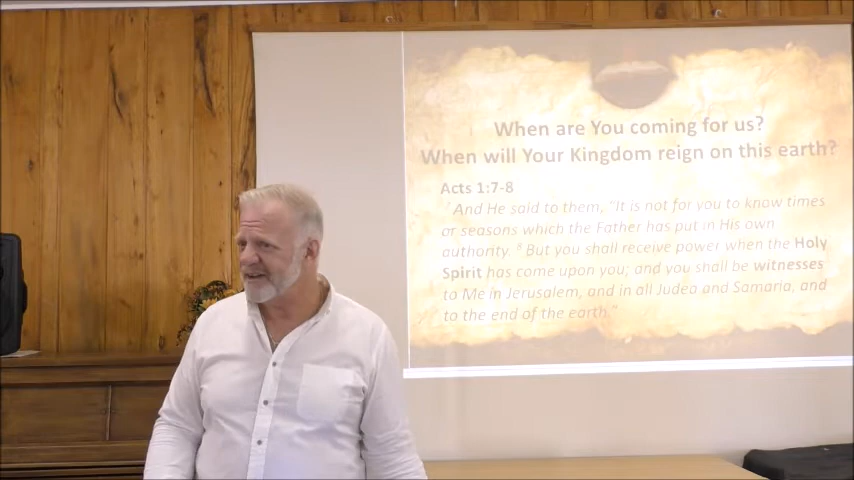 When are You coming for us?
When will Your Kingdom reign on this earth?
Acts 1:7-8
7 And He said to them, "It is not for you to know times
or seasons which the Father has put in His own
authority. 8 But you shall receive power when the Holy
Spirit has come upon you; and you shall be witnesses
to Me in Jerusalem, and in all Judea and Samaria, and
to the end of the earth."